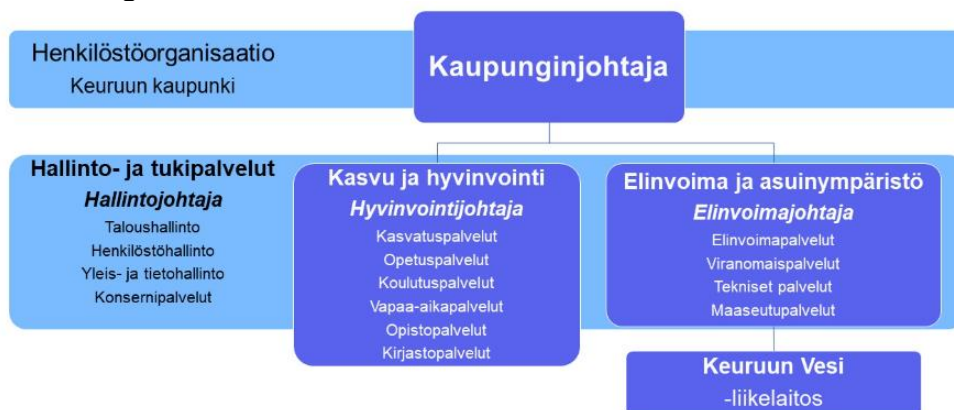 Henkilöstöorganisaatio
Keuruun kaupunki
Kaupunginjohtaja
Hallinto- ja tukipalvelut
Hallintojohtaja
Taloushallinto
Henkilöstöhallinto
Yleis- ja tietohallinto
Konsernipalvelut
Kasvu ja hyvinvointi
Hyvinvointijohtaja
Kasvatuspalvelut
Opetuspalvelut
Koulutuspalvelut
Vapaa-aikapalvelut
Opistopalvelut
Kirjastopalvelut
Elinvoima ja asuinympäristö
Elinvoimajohtaja
Elinvoimapalvelut
Viranomaispalvelut
Tekniset palvelut
Maaseutupalvelut
Keuruun Vesi
-liikelaitos